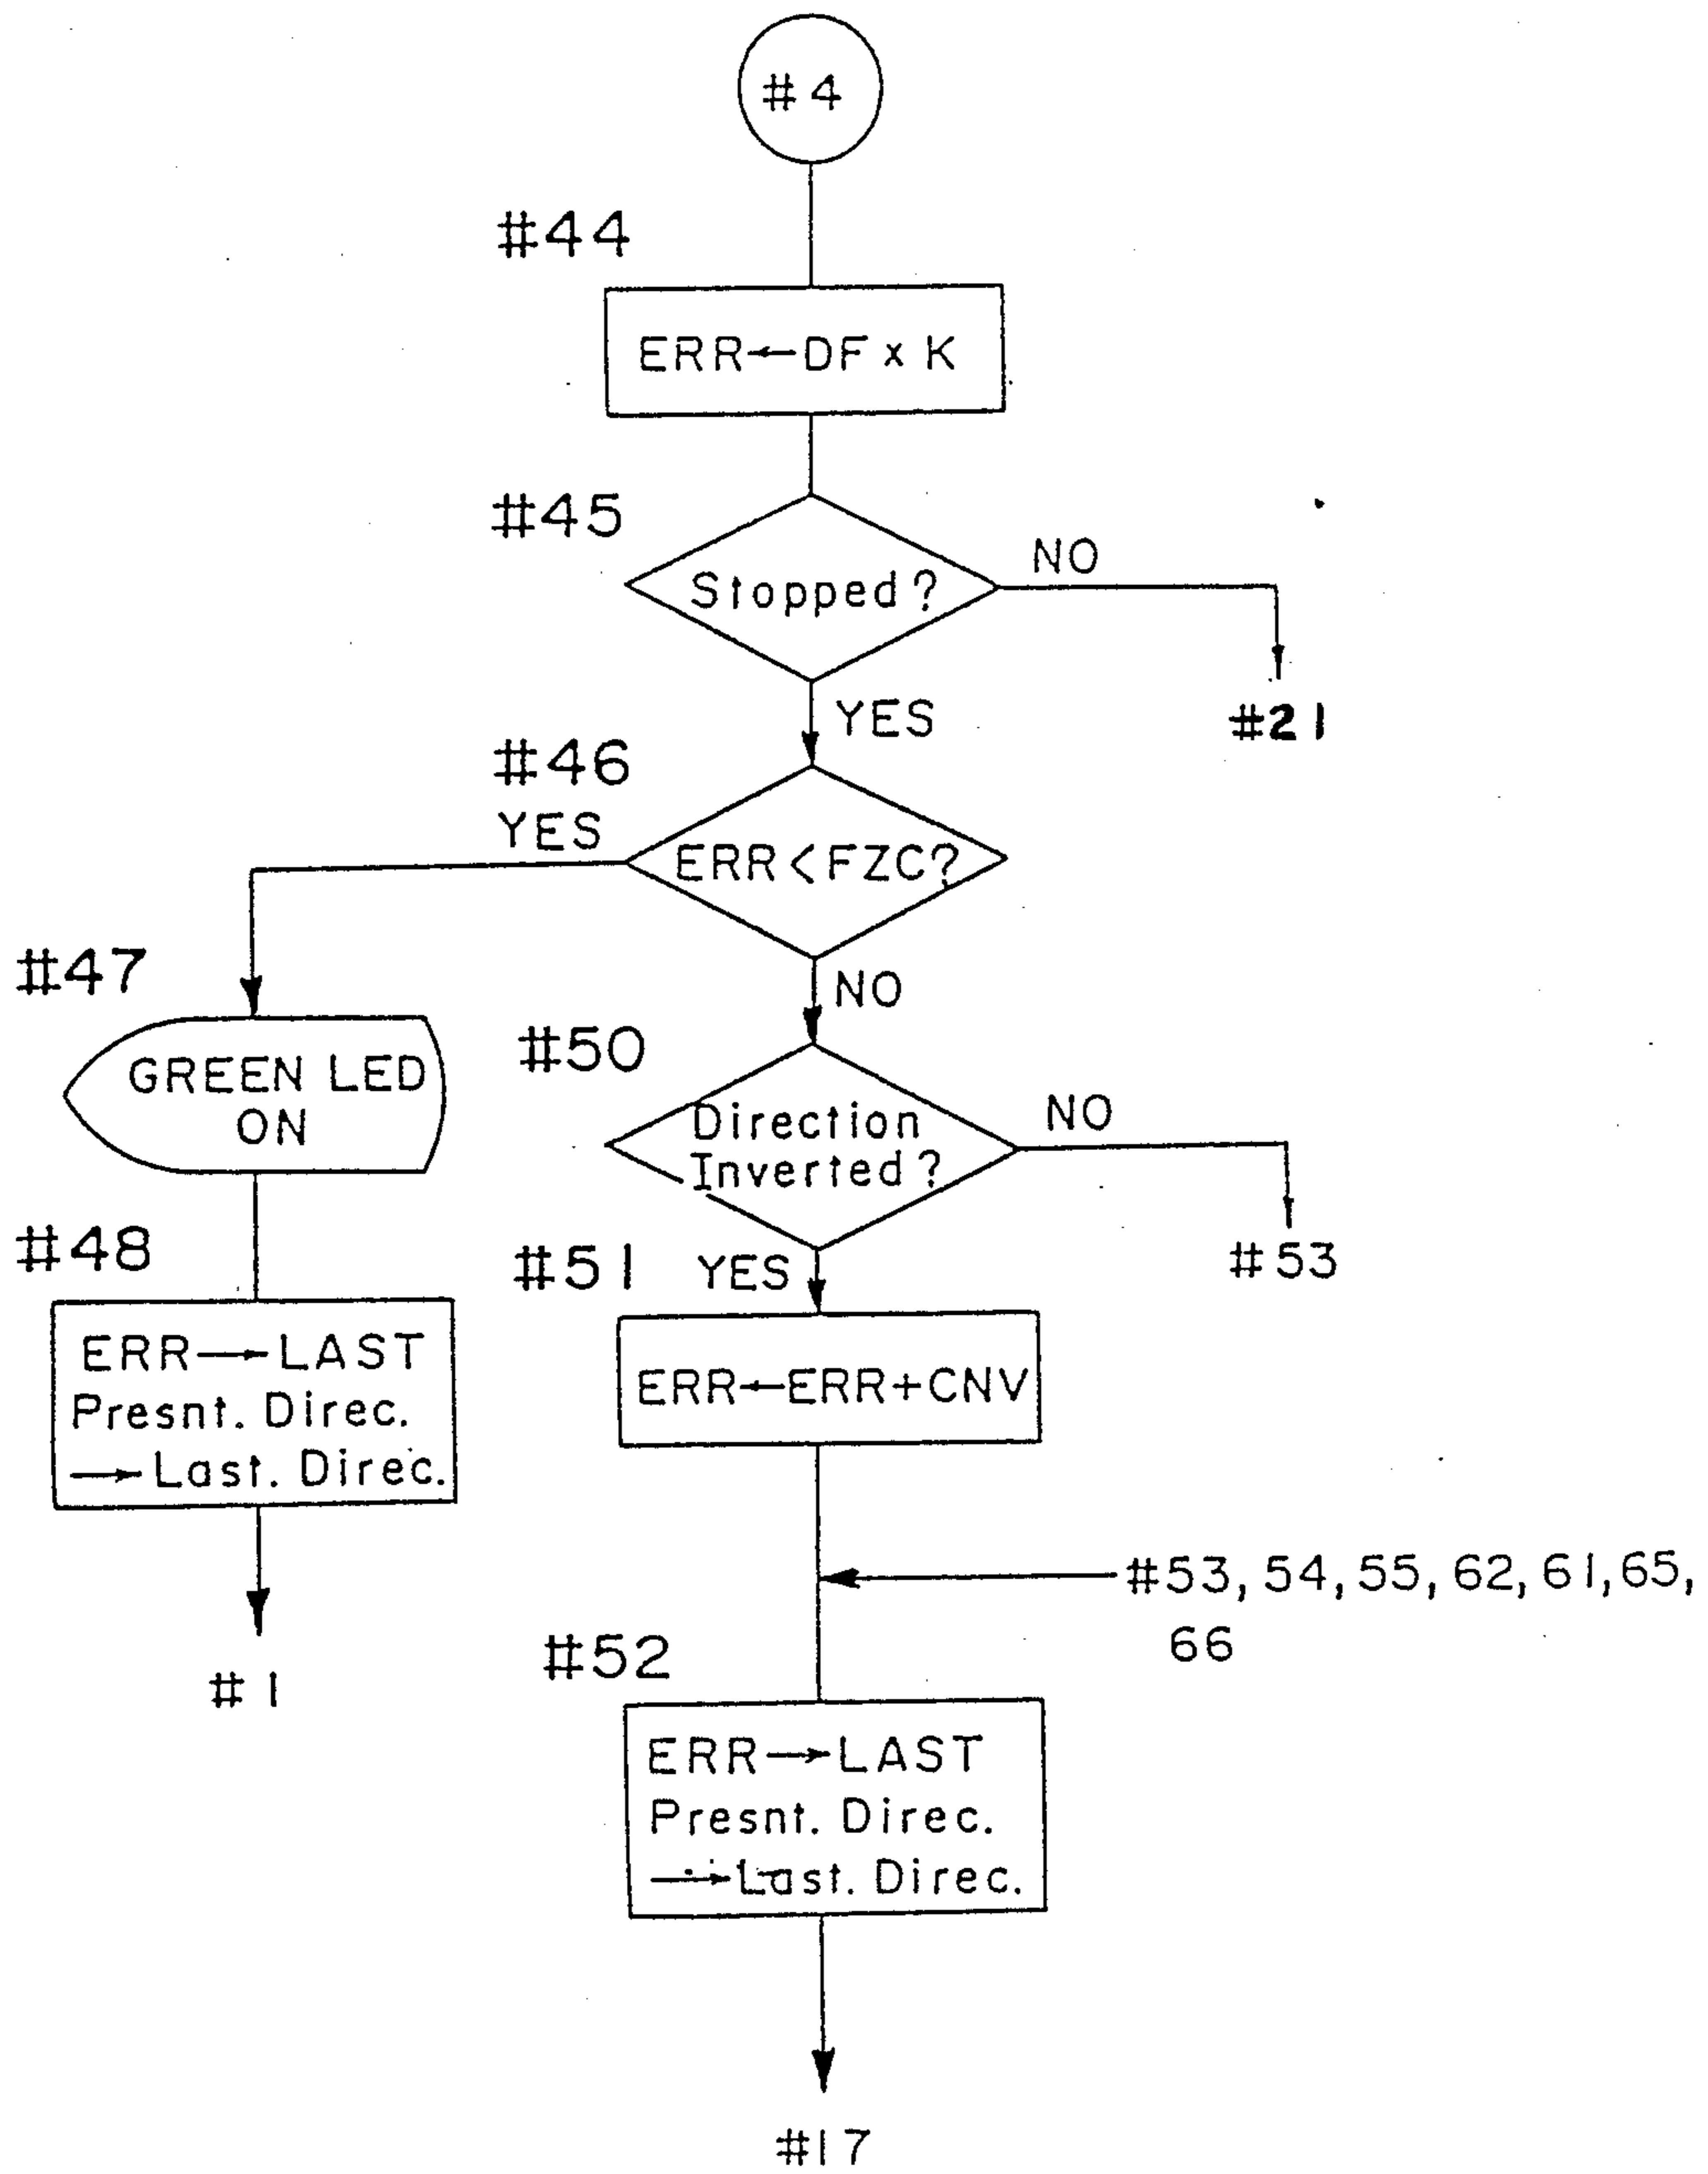 #4
#44
ERR←DF x K
#45
Stopped?
NO
#21
YES
#46
YES
ERR<FZC?
NO
#47
GREEN LED
ON
#50
Direction
Inverted?
NO
#53
#48
ERR→LAST
Presnt. Direc.
→Last. Direc.
#1
#51
YES
ERR←ERR+CNV
#53, 54, 55, 62, 61, 65,
66
#52
ERR→LAST
Presnt. Direc.
→Last. Direc.
#17